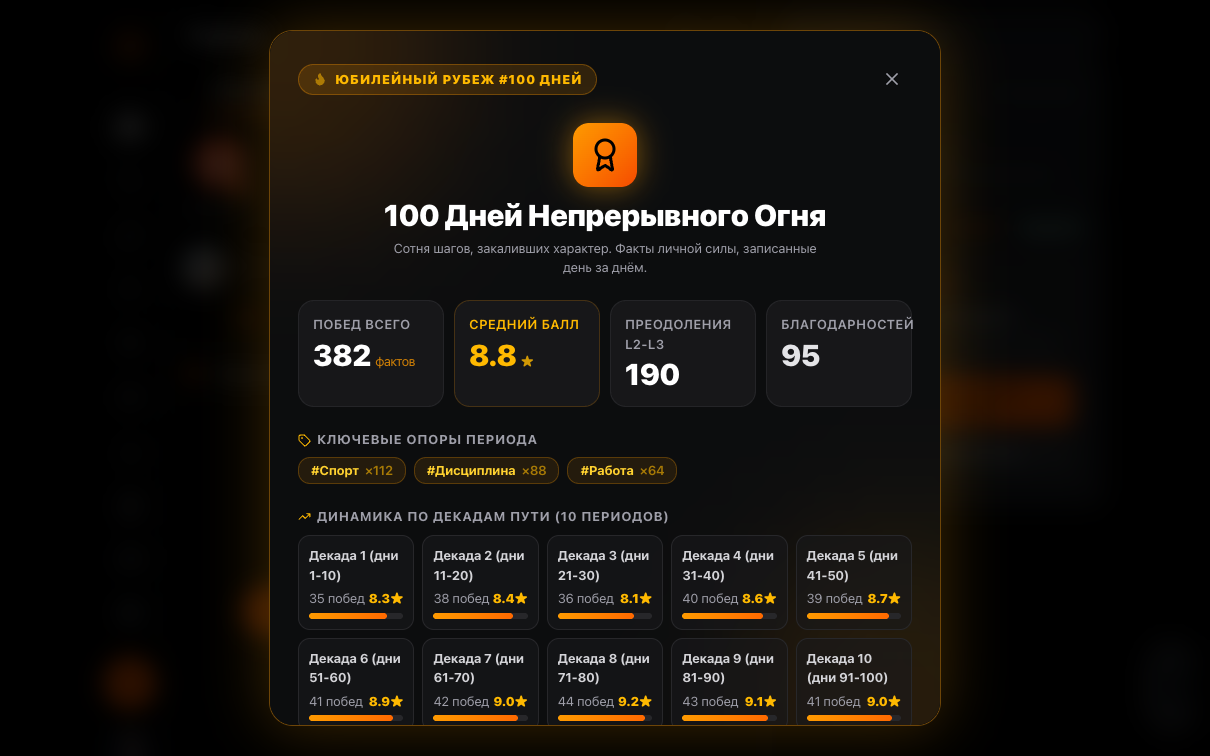 ЮБИЛЕЙНЫЙ РУБЕЖ #100 ДНЕЙ
100 Дней Непрерывного Огня
Сотня шагов, закаливших характер. Факты личной силы, записанные
день за днём.
ПОБЕД ВСЕГО
382 фактов
СРЕДНИЙ БАЛЛ
8.8
ПРЕОДОЛЕНИЯ
L2-L3
190
БЛАГОДАРНОСТЕЙ
95
КЛЮЧЕВЫЕ ОПОРЫ ПЕРИОДА
#Спорт ×112 #Дисциплина ×88 #Работа ×64
ДИНАМИКА ПО ДЕКАДАМ ПУТИ (10 ПЕРИОДОВ)
Декада 1 (дни
1-10)
35 побед 8.3★
Декада 2 (дни
11-20)
38 побед 8.4★
Декада 3 (дни
21-30)
36 побед 8.1★
Декада 4 (дни
31-40)
40 побед 8.6★
Декада 5 (дни
41-50)
39 побед 8.7★
Декада 6 (дни
51-60)
41 побед 8.9★
Декада 7 (дни
61-70)
42 побед 9.0★
Декада 8 (дни
71-80)
44 побед 9.2★
Декада 9 (дни
81-90)
43 побед 9.1★
Декада 10
(дни 91-100)
41 побед 9.0★